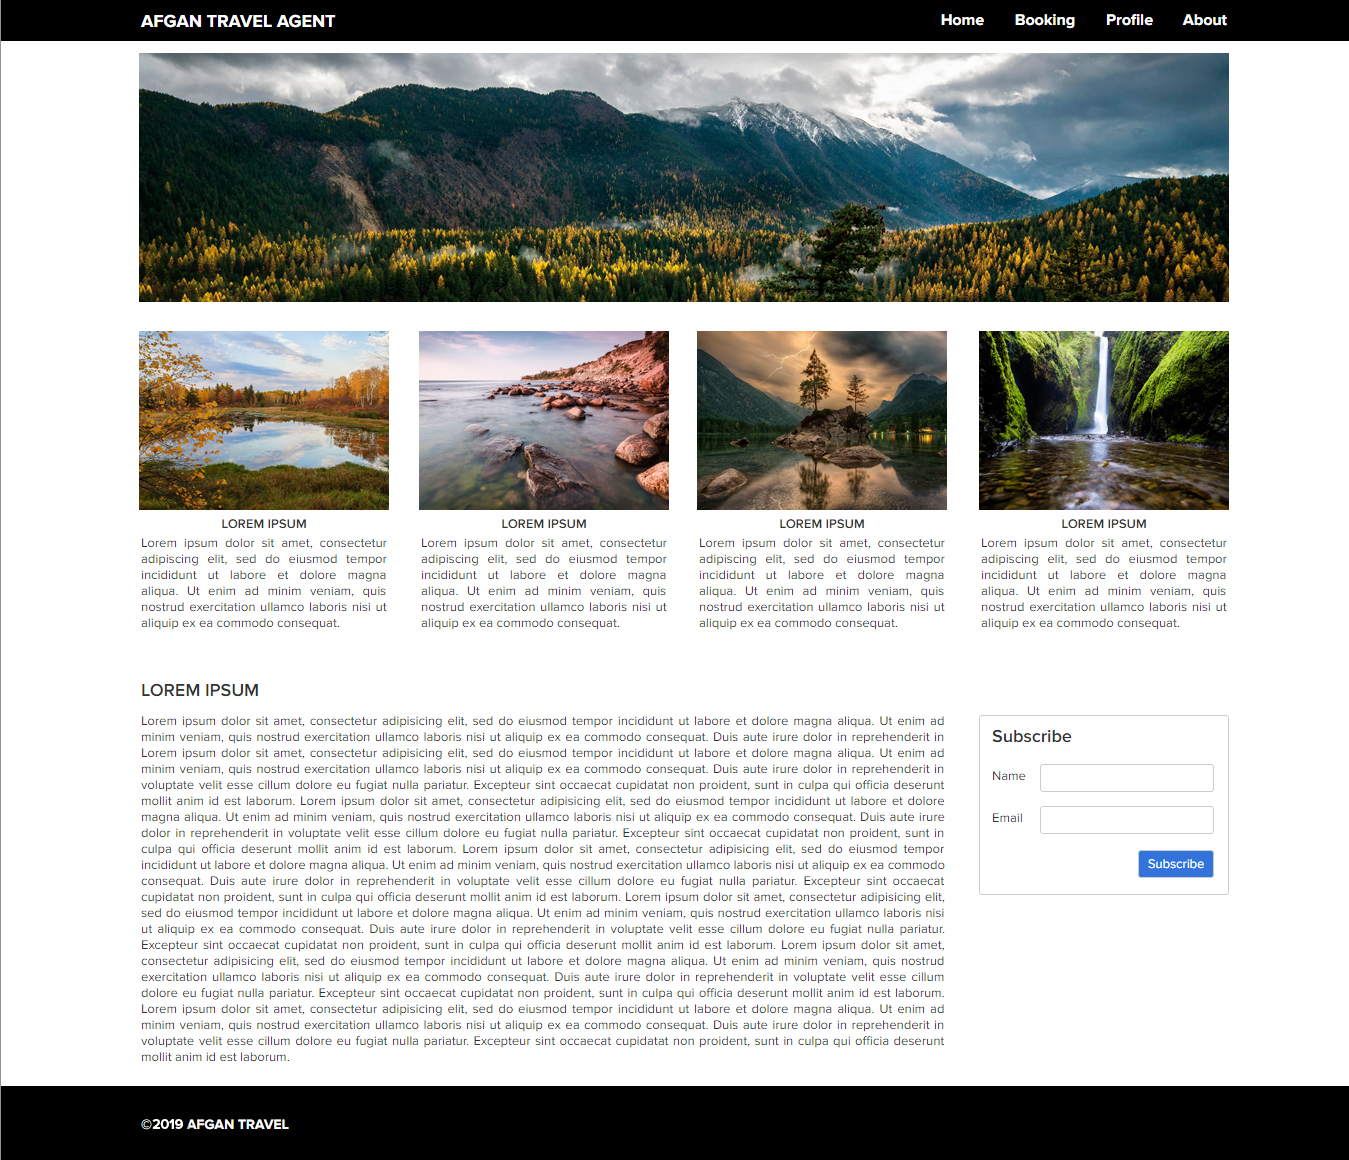 AFGAN TRAVEL AGENT
Home Booking Profile About
LOREM IPSUM
Lorem ipsum dolor sit amet, consectetur
adipiscing elit, sed do eiusmod tempor
incididunt ut labore et dolore magna
aliqua. Ut enim ad minim veniam, quis
nostrud exercitation ullamco laboris nisi ut
aliquip ex ea commodo consequat.
LOREM IPSUM
Lorem ipsum dolor sit amet, consectetur
adipiscing elit, sed do eiusmod tempor
incididunt ut labore et dolore magna
aliqua. Ut enim ad minim veniam, quis
nostrud exercitation ullamco laboris nisi ut
aliquip ex ea commodo consequat.
LOREM IPSUM
Lorem ipsum dolor sit amet, consectetur
adipiscing elit, sed do eiusmod tempor
incididunt ut labore et dolore magna
aliqua. Ut enim ad minim veniam, quis
nostrud exercitation ullamco laboris nisi ut
aliquip ex ea commodo consequat.
LOREM IPSUM
Lorem ipsum dolor sit amet, consectetur
adipiscing elit, sed do eiusmod tempor
incididunt ut labore et dolore magna
aliqua. Ut enim ad minim veniam, quis
nostrud exercitation ullamco laboris nisi ut
aliquip ex ea commodo consequat.
LOREM IPSUM
Lorem ipsum dolor sit amet, consectetur adipisicing elit, sed do eiusmod tempor incididunt ut labore et dolore magna aliqua. Ut enim ad
minim veniam, quis nostrud exercitation ullamco laboris nisi ut aliquip ex ea commodo consequat. Duis aute irure dolor in reprehenderit in
Lorem ipsum dolor sit amet, consectetur adipisicing elit, sed do eiusmod tempor incididunt ut labore et dolore magna aliqua. Ut enim ad
minim veniam, quis nostrud exercitation ullamco laboris nisi ut aliquip ex ea commodo consequat. Duis aute irure dolor in reprehenderit in
voluptate velit esse cillum dolore eu fugiat nulla pariatur. Excepteur sint occaecat cupidatat non proident, sunt in culpa qui officia deserunt
mollit anim id est laborum. Lorem ipsum dolor sit amet, consectetur adipisicing elit, sed do eiusmod tempor incididunt ut labore et dolore
magna aliqua. Ut enim ad minim veniam, quis nostrud exercitation ullamco laboris nisi ut aliquip ex ea commodo consequat. Duis aute irure
dolor in reprehenderit in voluptate velit esse cillum dolore eu fugiat nulla pariatur. Excepteur sint occaecat cupidatat non proident, sunt in
culpa qui officia deserunt mollit anim id est laborum. Lorem ipsum dolor sit amet, consectetur adipisicing elit, sed do eiusmod tempor
incididunt ut labore et dolore magna aliqua. Ut enim ad minim veniam, quis nostrud exercitation ullamco laboris nisi ut aliquip ex ea commodo
consequat. Duis aute irure dolor in reprehenderit in voluptate velit esse cillum dolore eu fugiat nulla pariatur. Excepteur sint occaecat
cupidatat non proident, sunt in culpa qui officia deserunt mollit anim id est laborum. Lorem ipsum dolor sit amet, consectetur adipisicing elit,
sed do eiusmod tempor incididunt ut labore et dolore magna aliqua. Ut enim ad minim veniam, quis nostrud exercitation ullamco laboris nisi
ut aliquip ex ea commodo consequat. Duis aute irure dolor in reprehenderit in voluptate velit esse cillum dolore eu fugiat nulla pariatur.
Excepteur sint occaecat cupidatat non proident, sunt in culpa qui officia deserunt mollit anim id est laborum. Lorem ipsum dolor sit amet,
consectetur adipisicing elit, sed do eiusmod tempor incididunt ut labore et dolore magna aliqua. Ut enim ad minim veniam, quis nostrud
exercitation ullamco laboris nisi ut aliquip ex ea commodo consequat. Duis aute irure dolor in reprehenderit in voluptate velit esse cillum
dolore eu fugiat nulla pariatur. Excepteur sint occaecat cupidatat non proident, sunt in culpa qui officia deserunt mollit anim id est laborum.
Lorem ipsum dolor sit amet, consectetur adipisicing elit, sed do eiusmod tempor incididunt ut labore et dolore magna aliqua. Ut enim ad
minim veniam, quis nostrud exercitation ullamco laboris nisi ut aliquip ex ea commodo consequat. Duis aute irure dolor in reprehenderit in
voluptate velit esse cillum dolore eu fugiat nulla pariatur. Excepteur sint occaecat cupidatat non proident, sunt in culpa qui officia deserunt
mollit anim id est laborum.
Subscribe
Name
Email
Subscribe
©2019 AFGAN TRAVEL